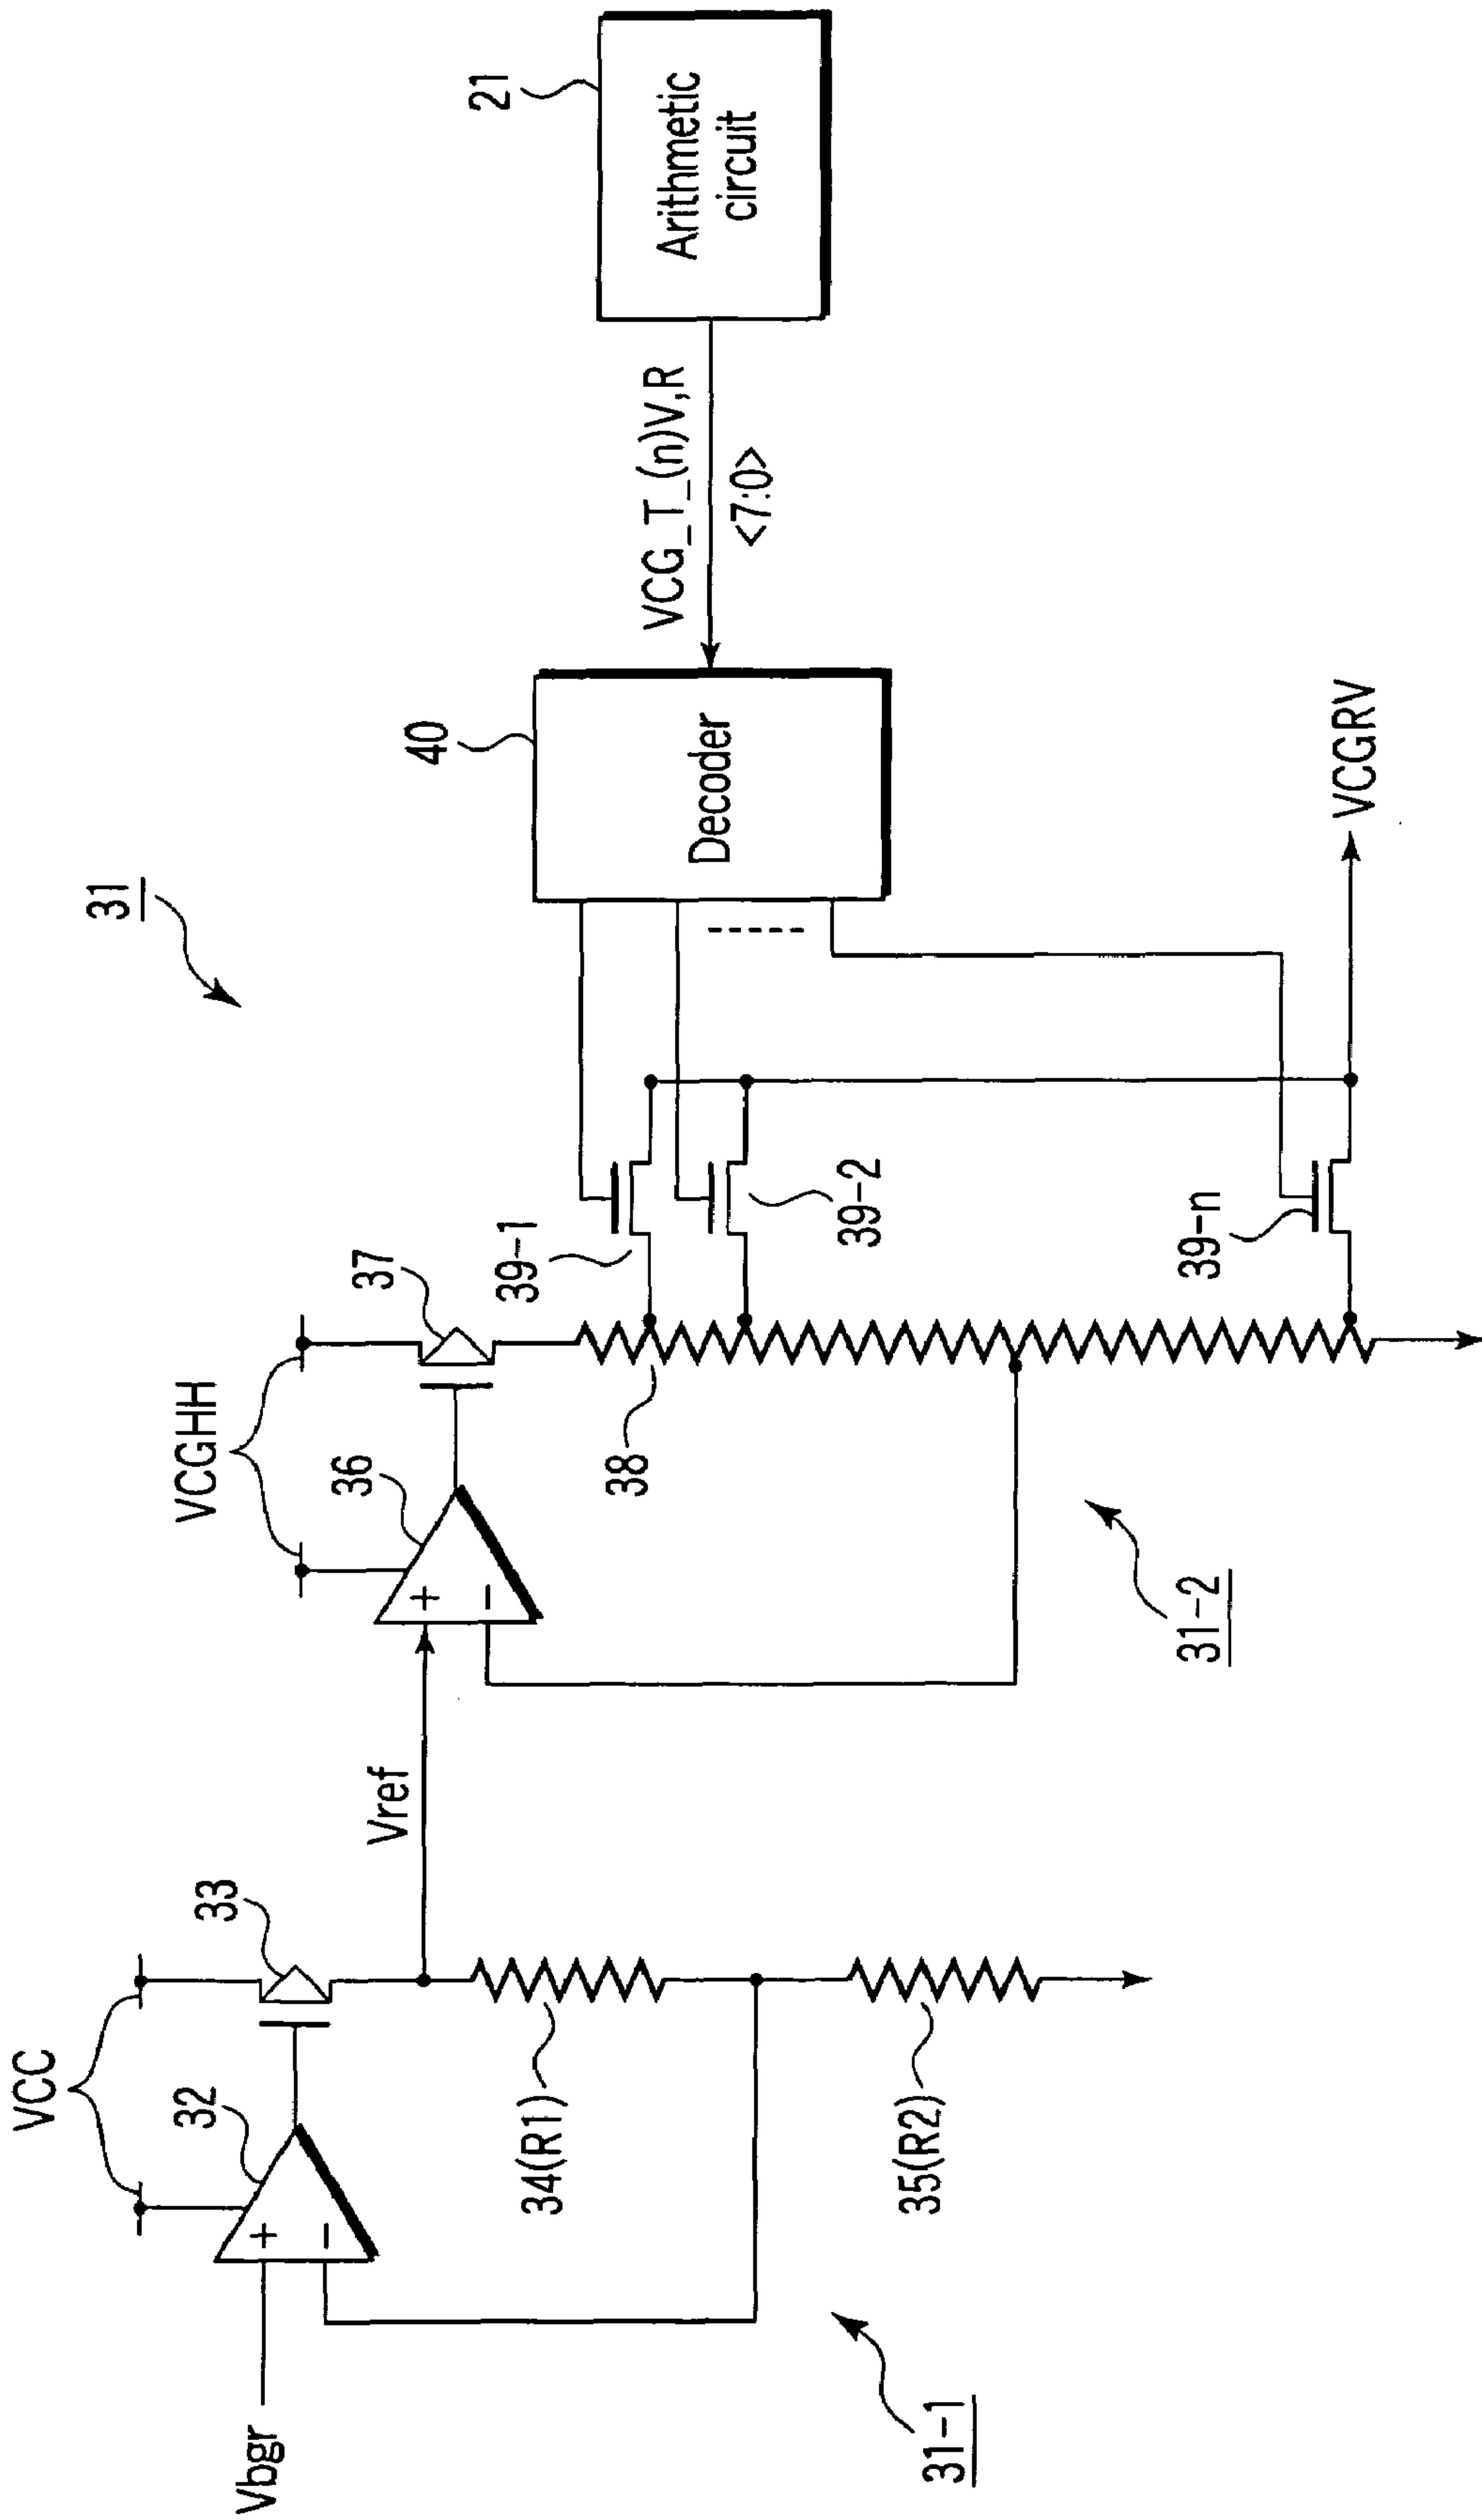 31
VCC
VCGHH
32
33
36
37
40
21
Vbgr
+
−
Vref
+
−
39-1
Decoder
VCG_T_(n)V,R
<7:0>
Arithmetic
circuit
34(R1)
38
39-2
35(R2)
39-n
VCGRV
31-1
31-2